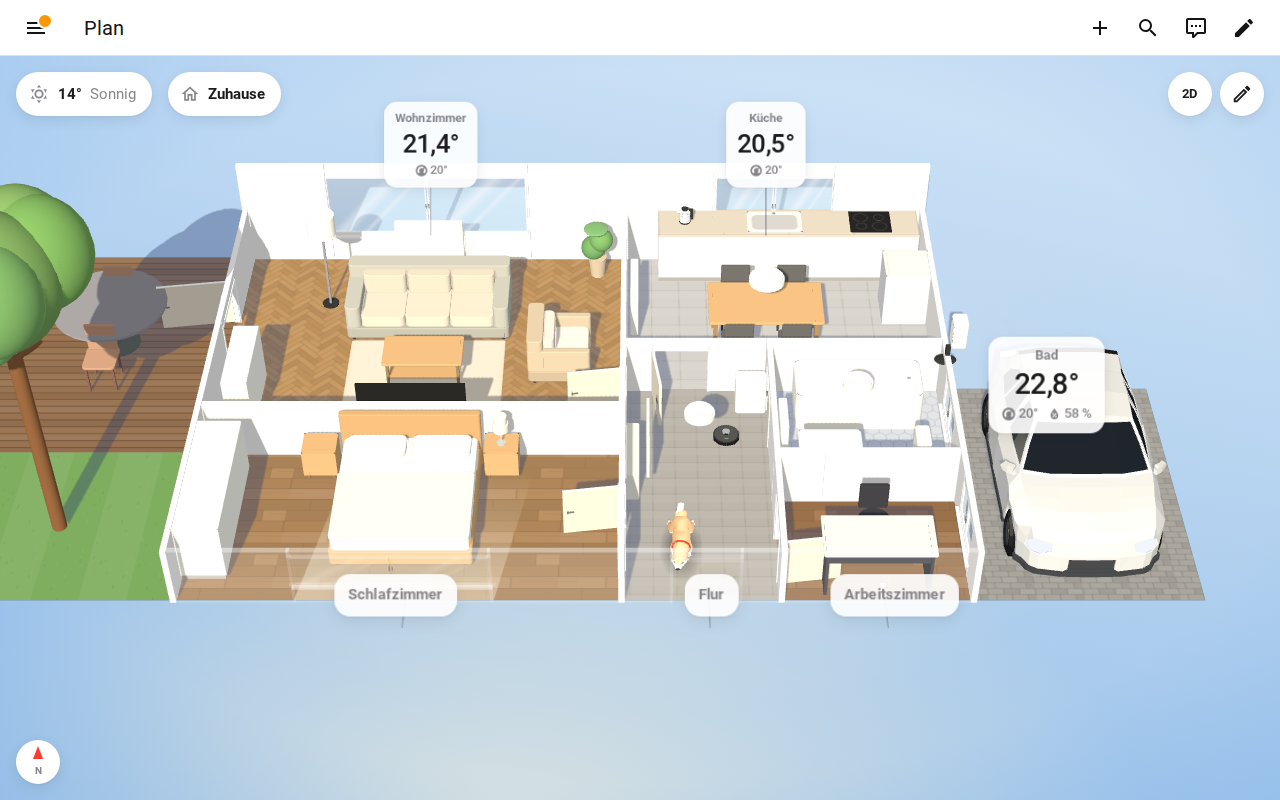 Plan
14° Sonnig
Zuhause
2D
Wohnzimmer
21,4°
20°
Küche
20,5°
20°
Bad
22,8°
20° 58 %
Schlafzimmer
Flur
Arbeitszimmer
N